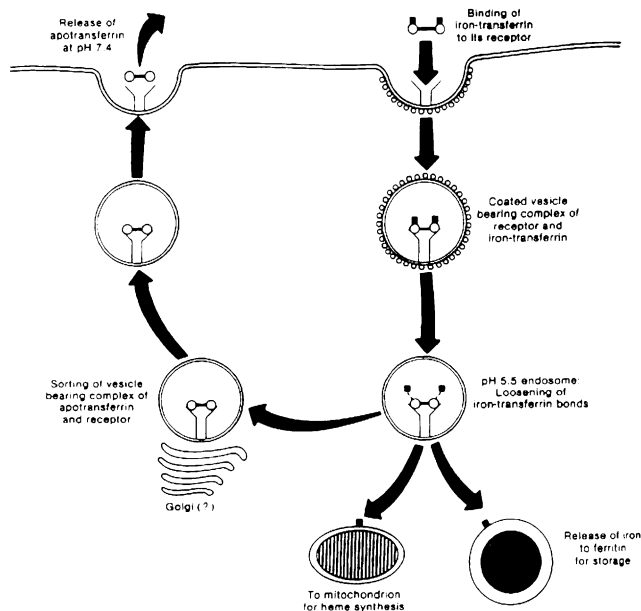 Release of
apotransferrin
at pH 7.4
Binding of
iron-transferrin
to its receptor
Coated vesicle
bearing complex of
receptor and
iron-transferrin
Sorting of vesicle
bearing complex of
apotransferrin
and receptor
pH 5.5 endosome:
Loosening of
iron-transferrin bonds
Golgi (?)
To mitochondrion
for heme synthesis
Release of iron
to ferritin
for storage